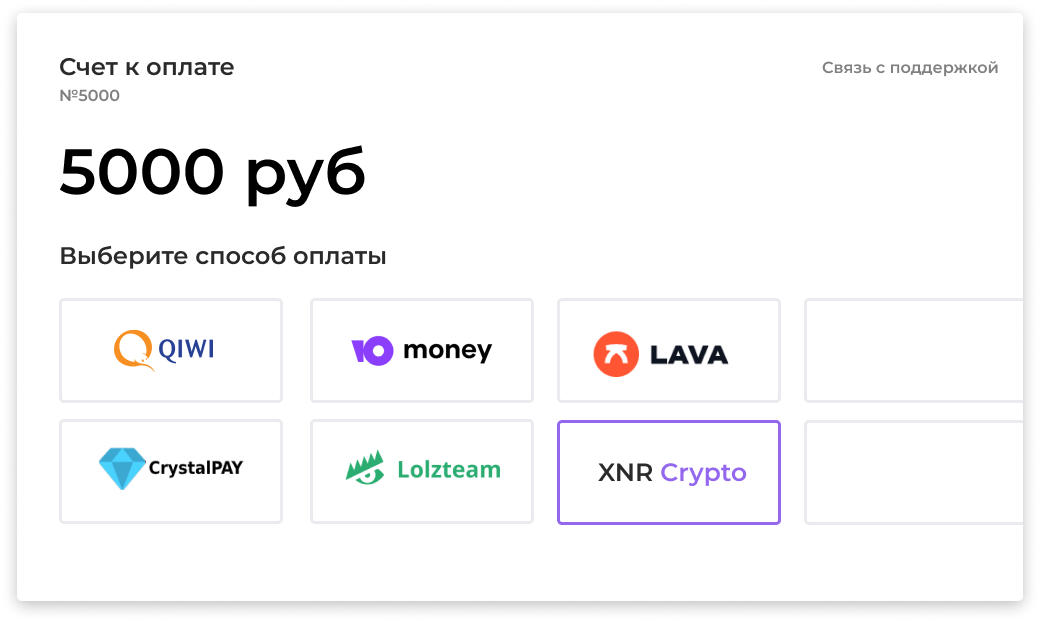 Счет к оплате
Связь с поддержкой
№5000
5000 руб
Выберите способ оплаты
QIWI
Ю money
LAVA
CrystalPAY
Lolzteam
XNR Crypto